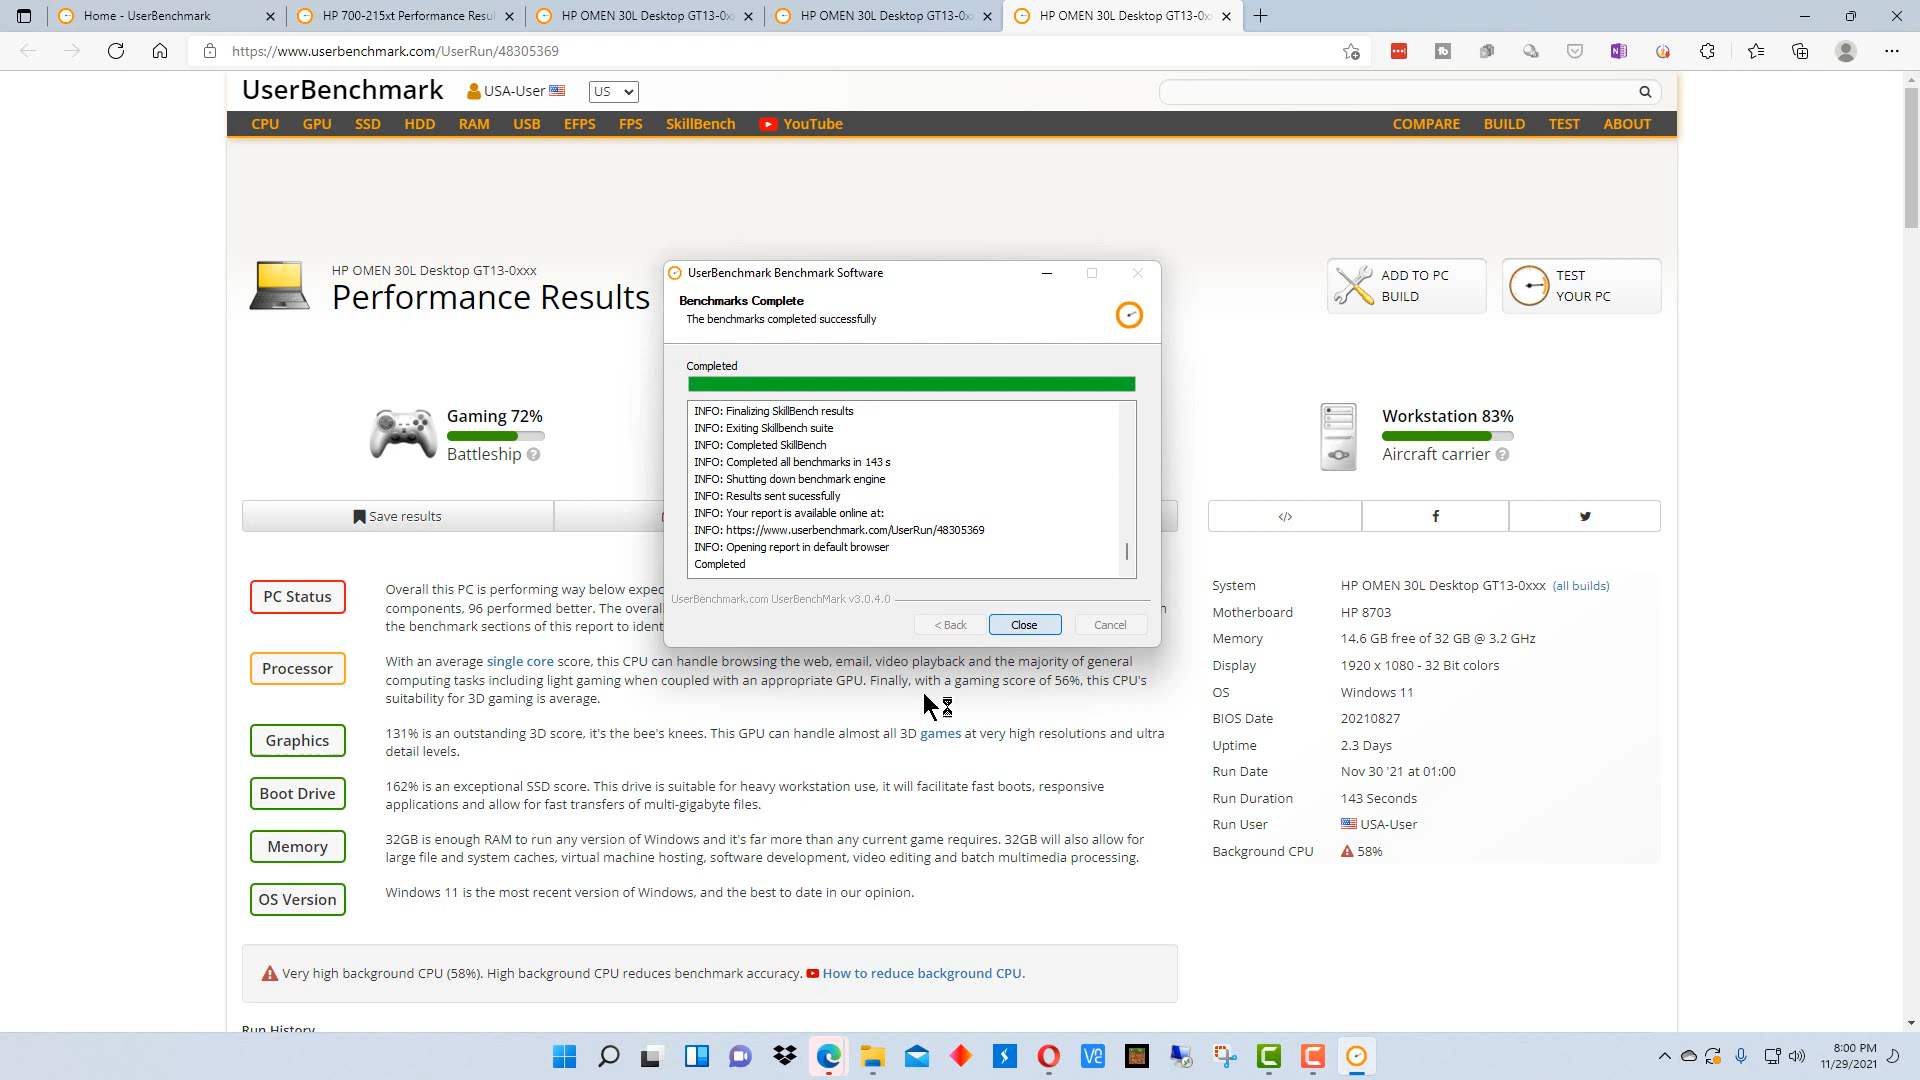 Home - UserBenchmark
HP 700-215xt Performance Resu
HP OMEN 30L Desktop GT13-0x
HP OMEN 30L Desktop GT13-0x
HP OMEN 30L Desktop GT13-0x
https://www.userbenchmark.com/UserRun/48305369
UserBenchmark
USA-User
US
CPU GPU SSD HDD RAM USB EFPS FPS SkillBench YouTube COMPARE BUILD TEST ABOUT
HP OMEN 30L Desktop GT13-0xxx
Performance Results
ADD TO PC
BUILD
TEST
YOUR PC
Gaming 72%
Battleship
Workstation 83%
Aircraft carrier
Save results
UserBenchmark Benchmark Software
Benchmarks Complete
The benchmarks completed successfully
Completed
INFO: Finalizing SkillBench results
INFO: Exiting Skillbench suite
INFO: Completed SkillBench
INFO: Completed all benchmarks in 143 s
INFO: Shutting down benchmark engine
INFO: Results sent sucessfully
INFO: Your report is available online at:
INFO: https://www.userbenchmark.com/UserRun/48305369
INFO: Opening report in default browser
Completed
UserBenchmark.com UserBenchMark v3.0.4.0
< Back
Close
Cancel
PC Status
Overall this PC is performing way below expec
components, 96 performed better. The overal
the benchmark sections of this report to ident
Processor
With an average single core score, this CPU can handle browsing the web, email, video playback and the majority of general
computing tasks including light gaming when coupled with an appropriate GPU. Finally, with a gaming score of 56%, this CPU's
suitability for 3D gaming is average.
Graphics
131% is an outstanding 3D score, it's the bee's knees. This GPU can handle almost all 3D games at very high resolutions and ultra
detail levels.
Boot Drive
162% is an exceptional SSD score. This drive is suitable for heavy workstation use, it will facilitate fast boots, responsive
applications and allow for fast transfers of multi-gigabyte files.
Memory
32GB is enough RAM to run any version of Windows and it's far more than any current game requires. 32GB will also allow for
large file and system caches, virtual machine hosting, software development, video editing and batch multimedia processing.
OS Version
Windows 11 is the most recent version of Windows, and the best to date in our opinion.
Very high background CPU (58%). High background CPU reduces benchmark accuracy. How to reduce background CPU.
Run History
System HP OMEN 30L Desktop GT13-0xxx (all builds)
Motherboard HP 8703
Memory 14.6 GB free of 32 GB @ 3.2 GHz
Display 1920 x 1080 - 32 Bit colors
OS Windows 11
BIOS Date 20210827
Uptime 2.3 Days
Run Date Nov 30 '21 at 01:00
Run Duration 143 Seconds
Run User USA-User
Background CPU 58%
8:00 PM
11/29/2021